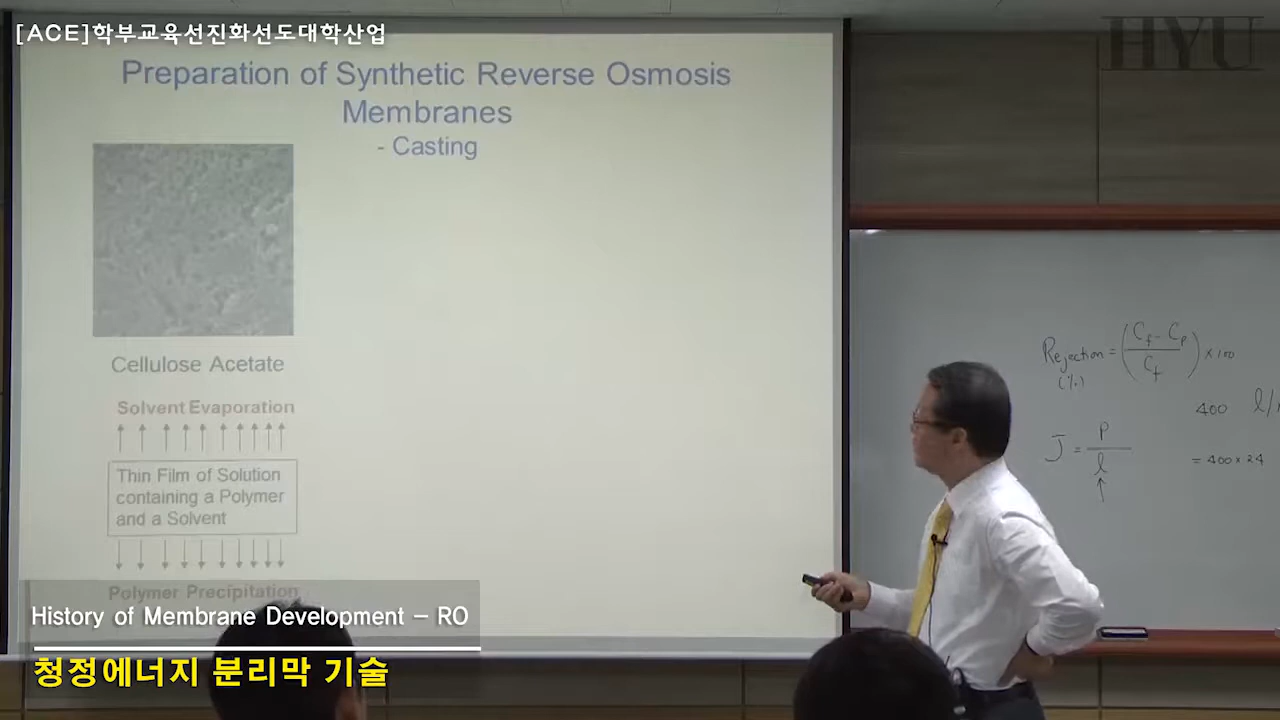 [ACE]학부교육선진화선도대학산업
HYU
Preparation of Synthetic Reverse Osmosis
Membranes
- Casting
Cellulose Acetate
Solvent Evaporation
Thin Film of Solution
containing a Polymer
and a Solvent
Polymer Precipitation
History of Membrane Development - RO
청정에너지 분리막 기술
Rejection = (Cf - Cp / Cf) × 100
(%)
J = P / l
400 l/
= 400 × 24